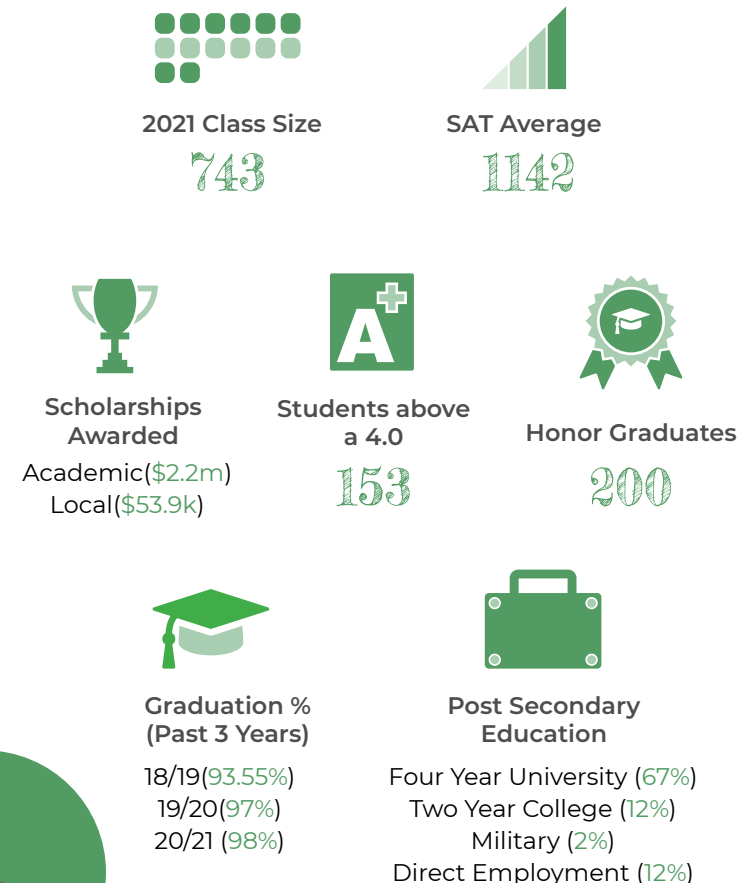 2021 Class Size
743
SAT Average
1142
Scholarships
Awarded
Academic($2.2m)
Local($53.9k)
A+
Students above
a 4.0
153
Honor Graduates
200
Graduation %
(Past 3 Years)
18/19(93.55%)
19/20(97%)
20/21 (98%)
Post Secondary
Education
Four Year University (67%)
Two Year College (12%)
Military (2%)
Direct Employment (12%)